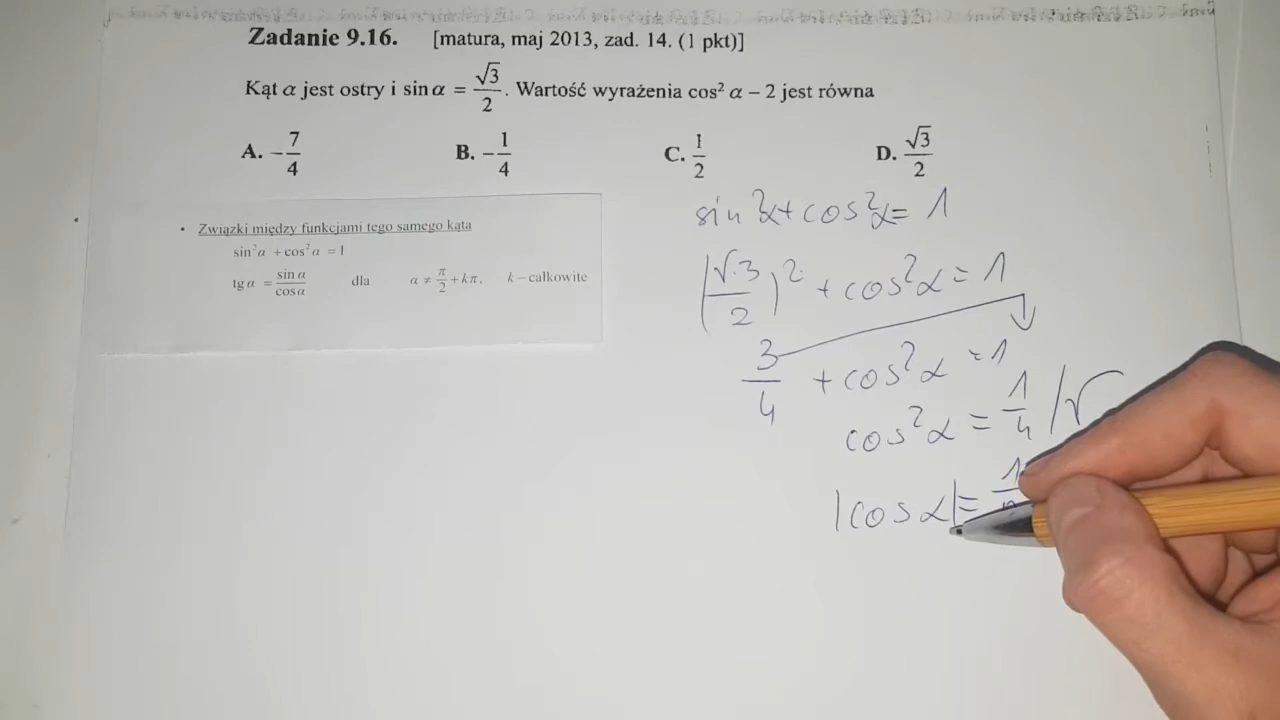 Zadanie 9.16. [matura, maj 2013, zad. 14. (1 pkt)]
Kąt α jest ostry i sin α = √3/2. Wartość wyrażenia cos² α – 2 jest równa
A. –7/4 B. –1/4 C. 1/2 D. √3/2
• Związki między funkcjami tego samego kąta
sin²α + cos²α = 1
tg α = sin α/cos α dla α ≠ π/2 + kπ, k – całkowite
sin²α + cos²α = 1
(√3/2)² + cos²α = 1
3/4 + cos²α = 1
cos²α = 1/4 /√
|cos α| =